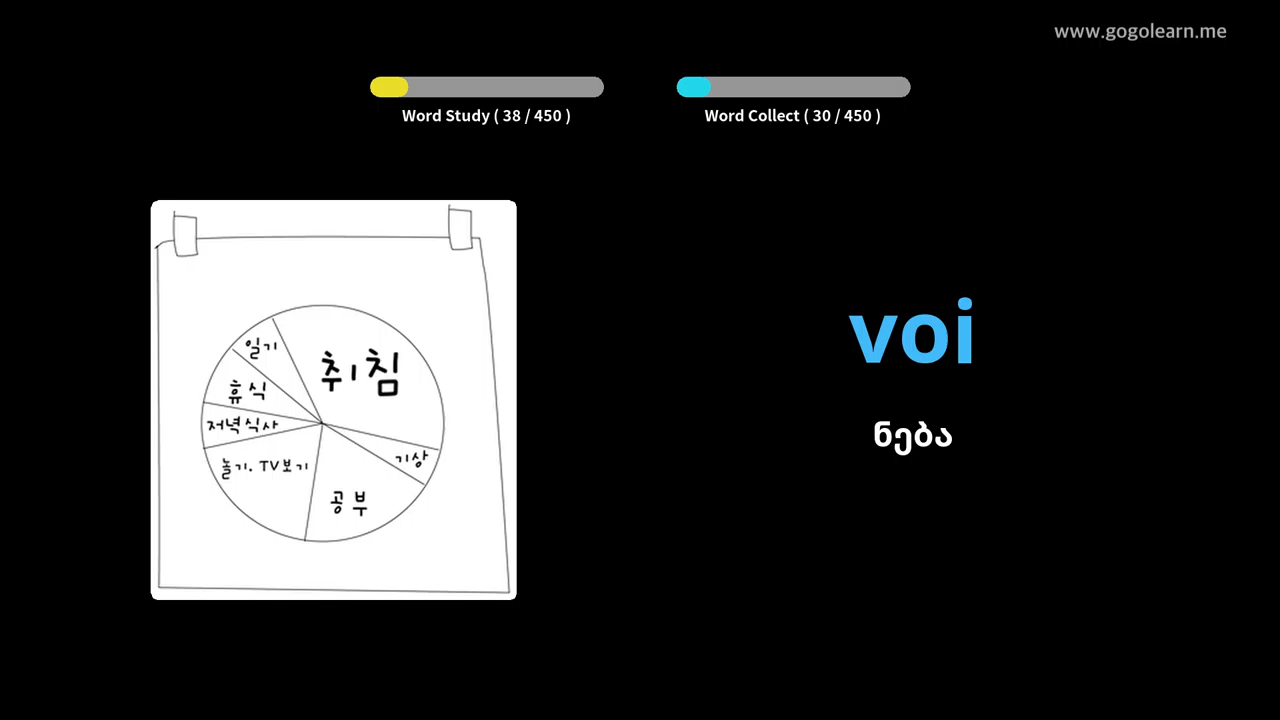 www.gogolearn.me
Word Study ( 38 / 450 )
Word Collect ( 30 / 450 )
일기
취침
휴식
저녁식사
놀기. TV보기
기상
공부
voi
ნება